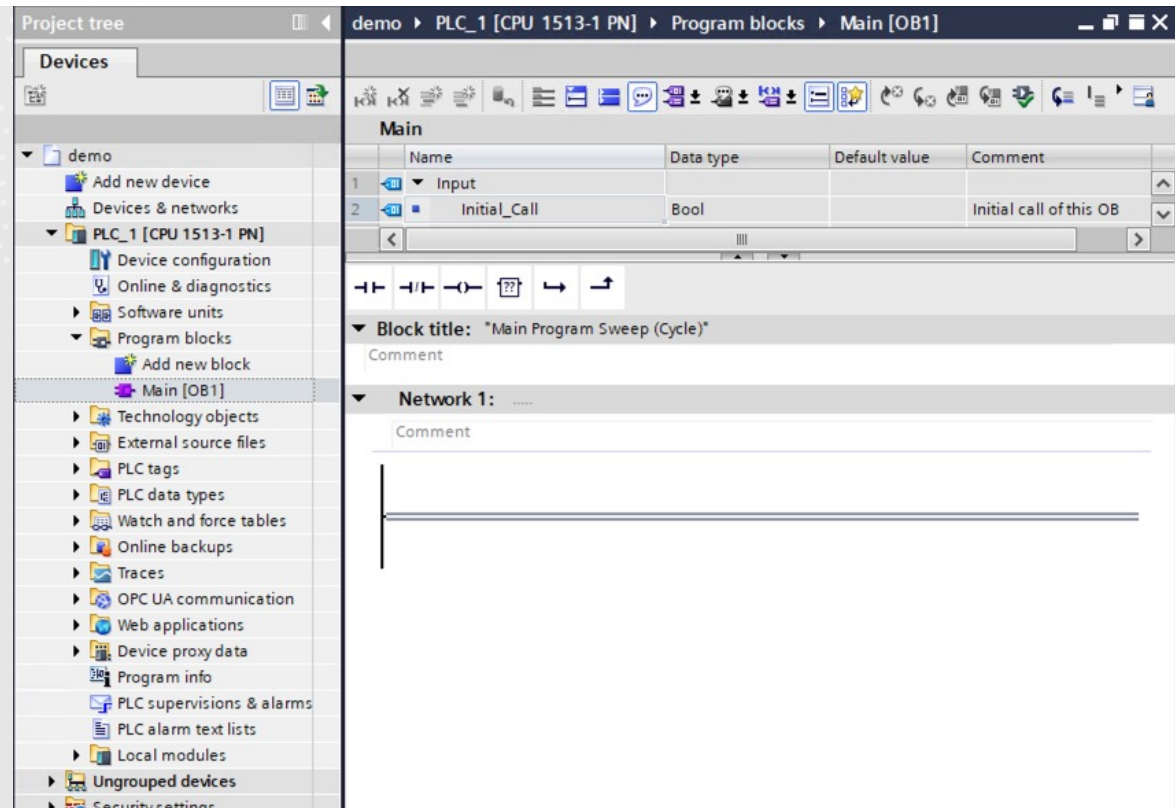 Project tree
Devices
demo
Add new device
Devices & networks
PLC_1 [CPU 1513-1 PN]
Device configuration
Online & diagnostics
Software units
Program blocks
Add new block
Main [OB1]
Technology objects
External source files
PLC tags
PLC data types
Watch and force tables
Online backups
Traces
OPC UA communication
Web applications
Device proxy data
Program info
PLC supervisions & alarms
PLC alarm text lists
Local modules
Ungrouped devices
Security settings
demo ▸ PLC_1 [CPU 1513-1 PN] ▸ Program blocks ▸ Main [OB1]
Main
Name Data type Default value Comment
1 Input
2 Initial_Call Bool Initial call of this OB
??
Block title: "Main Program Sweep (Cycle)"
Comment
Network 1: .....
Comment